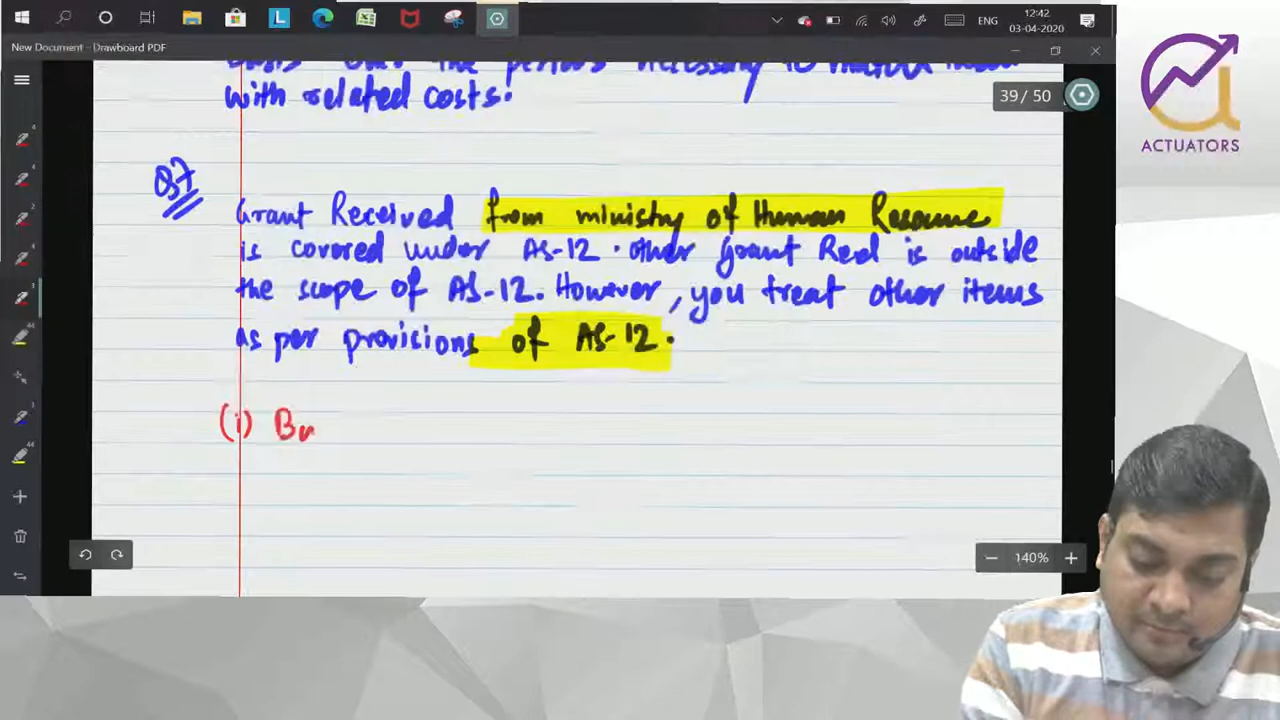 ENG
12:42
03-04-2020
New Document - Drawboard PDF
with related costs.
39 / 50
ACTUATORS
Q37
Grant Received from ministry of Human Resource
is covered under AS-12. other grant Recd is outside
the scope of AS-12. However, you treat other items
as per provisions of AS-12.
(i) Bu
140%